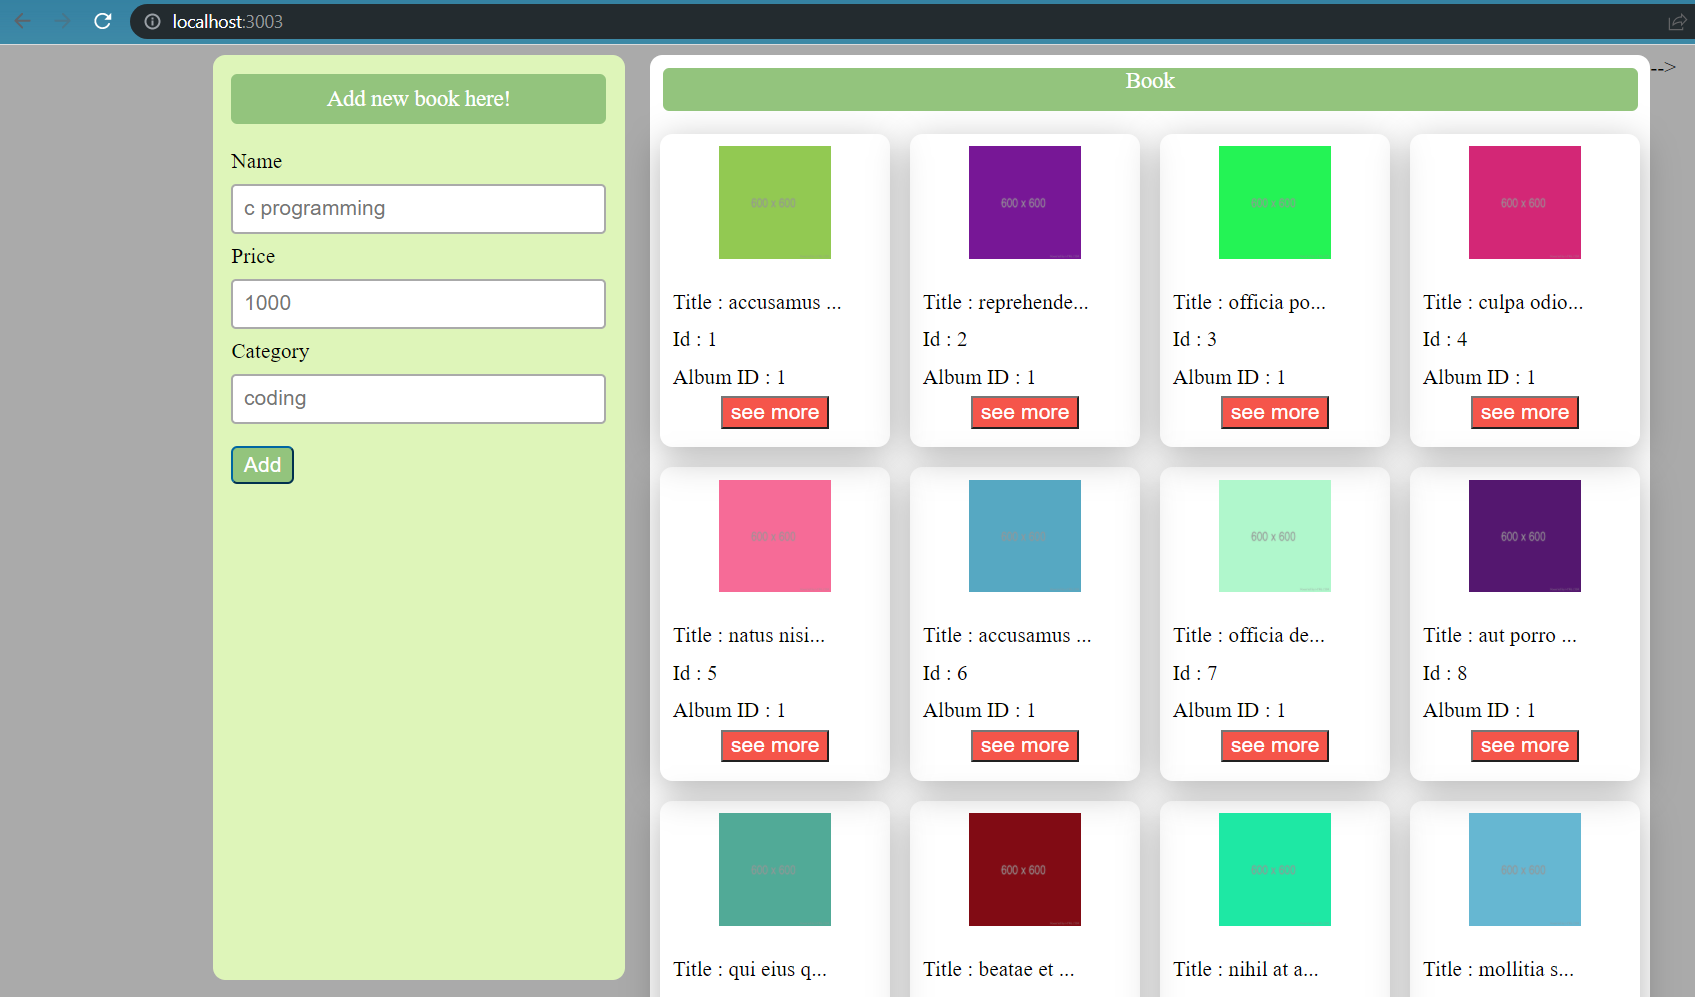 localhost:3003
-->
Add new book here!
Name
c programming
Price
1000
Category
coding
Add
Book
600 x 600
600 x 600
600 x 600
600 x 600
Title : accusamus ...
Title : reprehende...
Title : officia po...
Title : culpa odio...
Id : 1
Id : 2
Id : 3
Id : 4
Album ID : 1
Album ID : 1
Album ID : 1
Album ID : 1
see more
see more
see more
see more
600 x 600
600 x 600
600 x 600
600 x 600
Title : natus nisi...
Title : accusamus ...
Title : officia de...
Title : aut porro ...
Id : 5
Id : 6
Id : 7
Id : 8
Album ID : 1
Album ID : 1
Album ID : 1
Album ID : 1
see more
see more
see more
see more
600 x 600
600 x 600
600 x 600
600 x 600
Title : qui eius q...
Title : beatae et ...
Title : nihil at a...
Title : mollitia s...